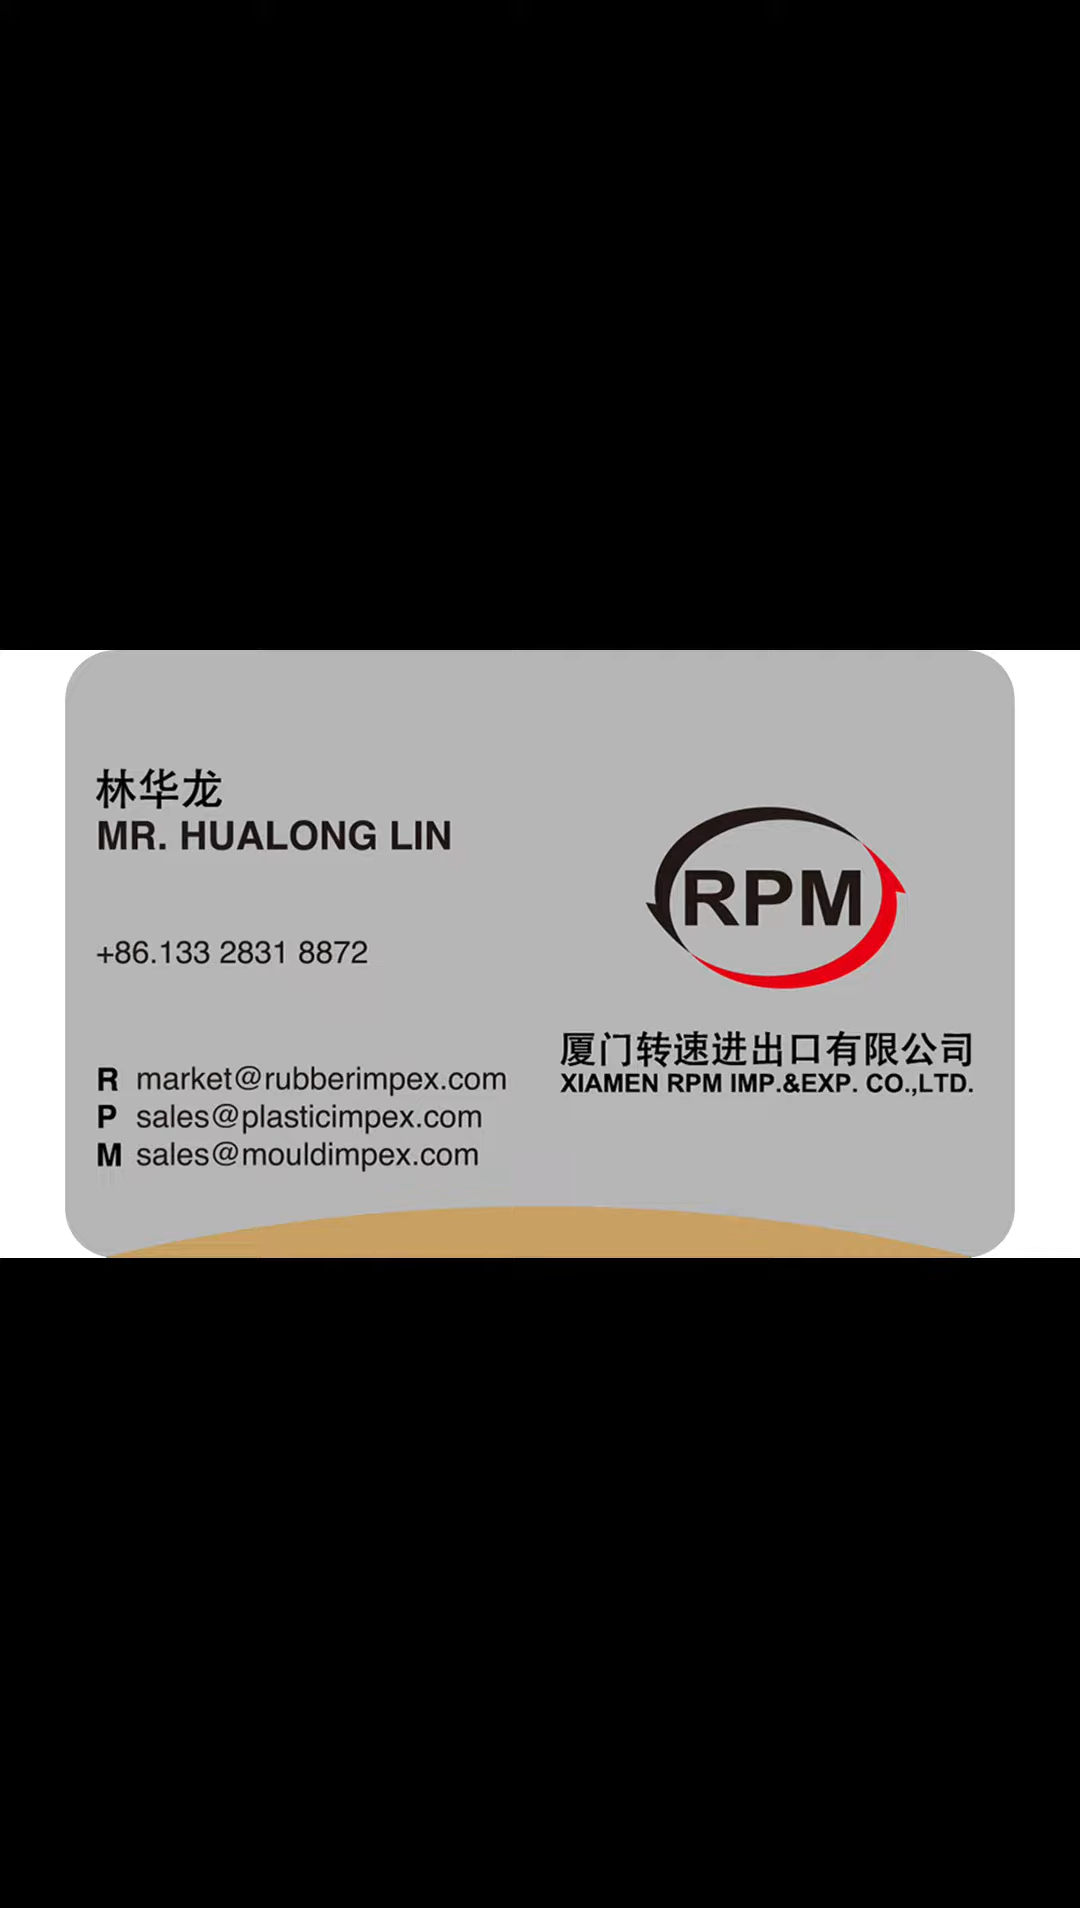 林华龙
MR. HUALONG LIN
+86.133 2831 8872
R market@rubberimpex.com
P sales@plasticimpex.com
M sales@mouldimpex.com
RPM
厦门转速进出口有限公司
XIAMEN RPM IMP.&EXP. CO.,LTD.